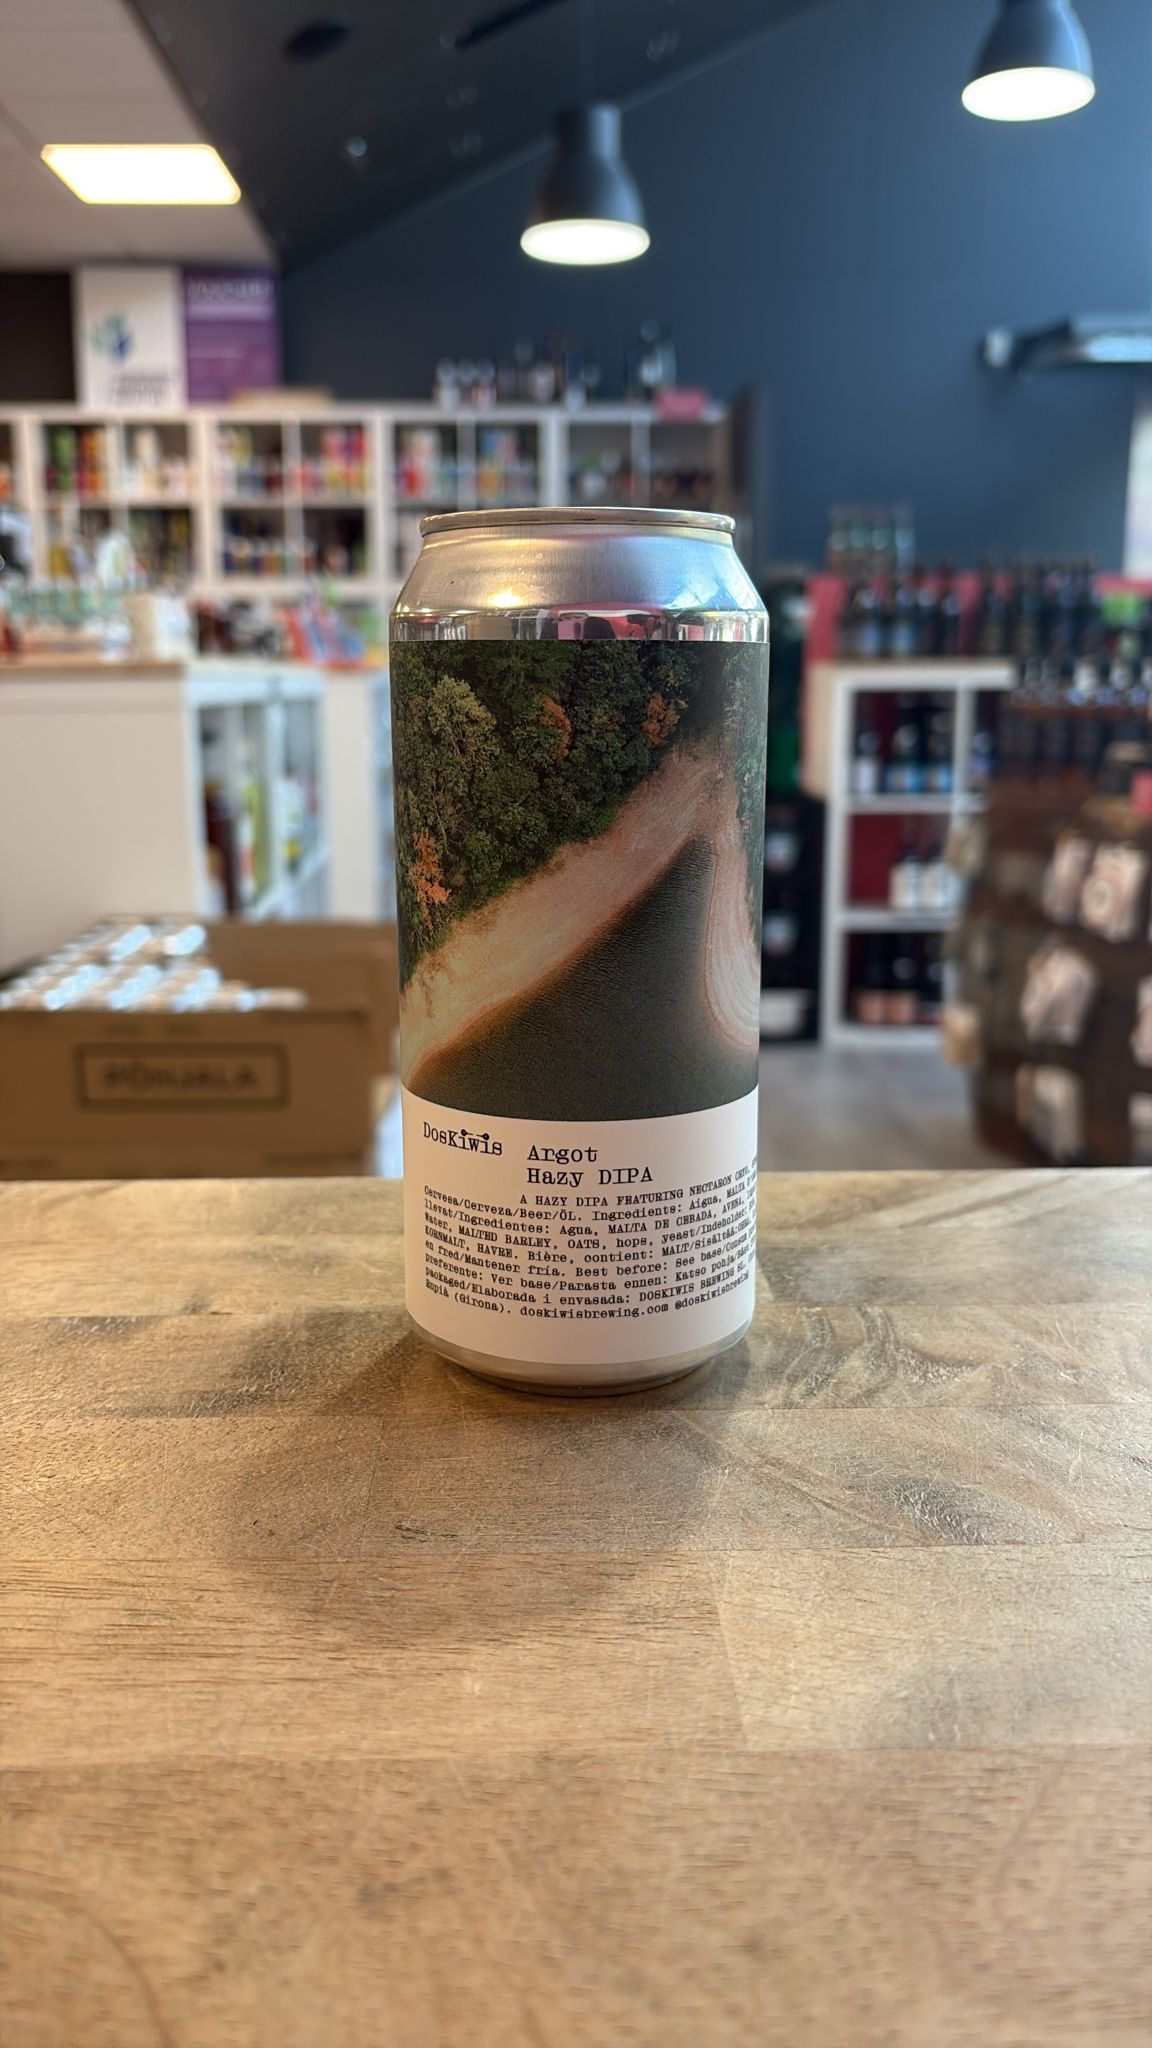 DosKiwis
Argot
Hazy DIPA
A HAZY DIPA FEATURING NECTARON CRYO,
Cervesa/Cerveza/Beer/ÖL. Ingredients: Aigua, MALTA
llevat/Ingredientes: Agua, MALTA DE CEBADA, AVENA,
Water, MALTED BARLEY, OATS, hops, yeast/Indeholder:
KORNMALT, HAVRE. Bière, contient: MALT/Sisältää:
en fred/Mantener fría. Best before: See base/Consum
preferente: Ver base/Parasta ennen: Katso pohja/Bäst
packaged/Elaborada i envasada: DOSKIWIS BREWING SL.
(Girona). doskiwisbrewing.com @doskiwisbrewing
PÕHJALA